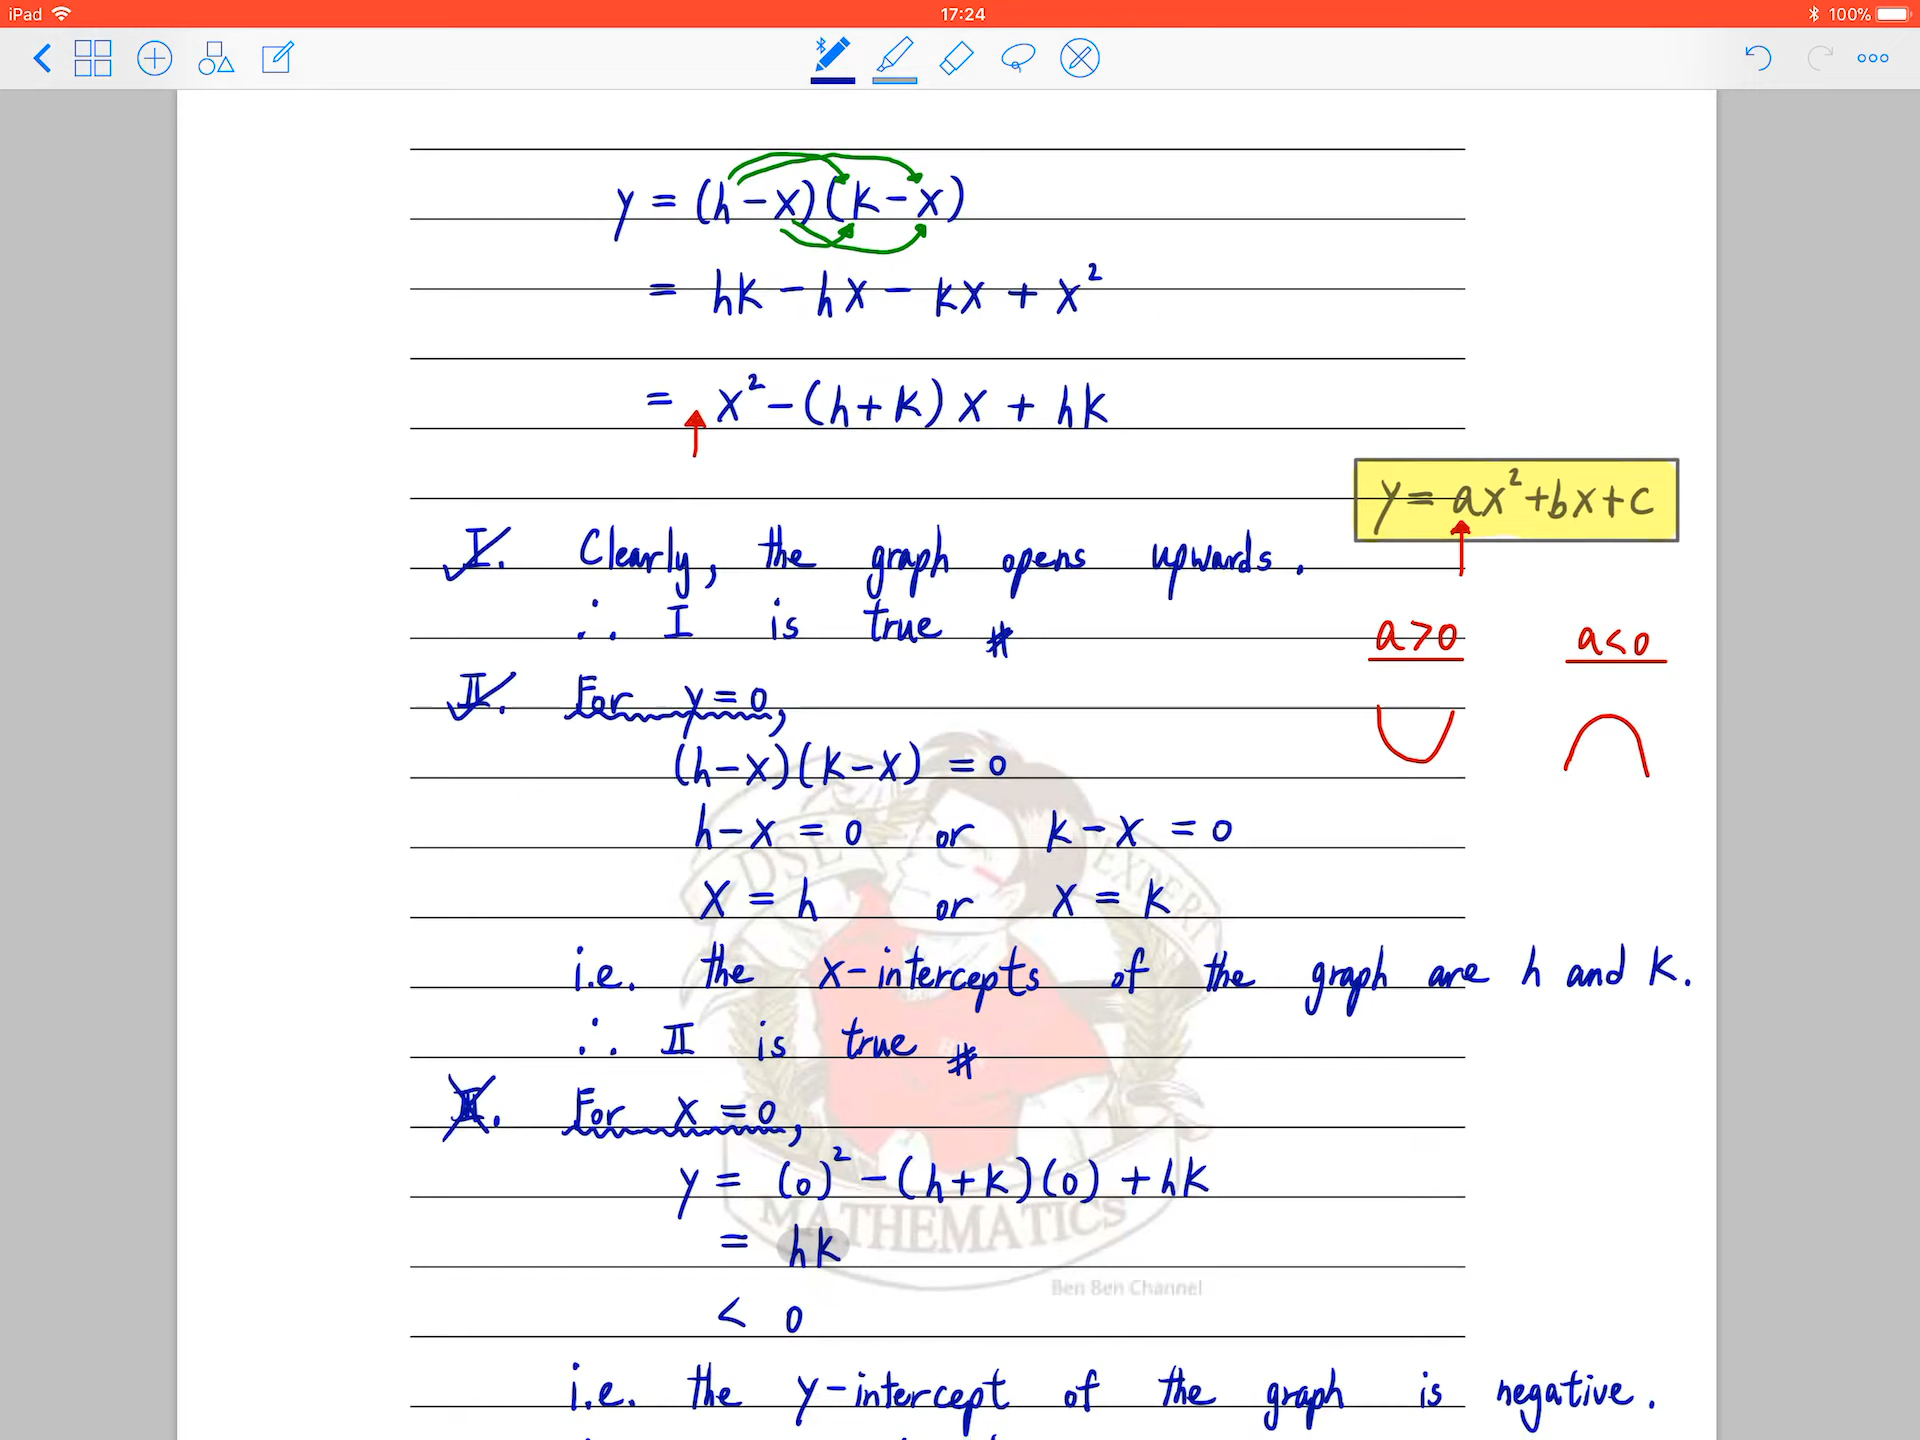 iPad 17:24 100%
y = (h-x)(k-x)
= hk - hx - kx + x²
= x² - (h+k)x + hk
y = ax² + bx + c
I. Clearly, the graph opens upwards.
∴ I is true #
a>0 a<0
II. For y=0,
(h-x)(k-x) = 0
h-x = 0 or k-x = 0
x = h or x = k
i.e. the x-intercepts of the graph are h and k.
∴ II is true #
III. For x=0,
y = (0)² - (h+k)(0) + hk
= hk
< 0
i.e. the y-intercept of the graph is negative.
DSE EXPERT
MATHEMATICS
Ben Ben Channel